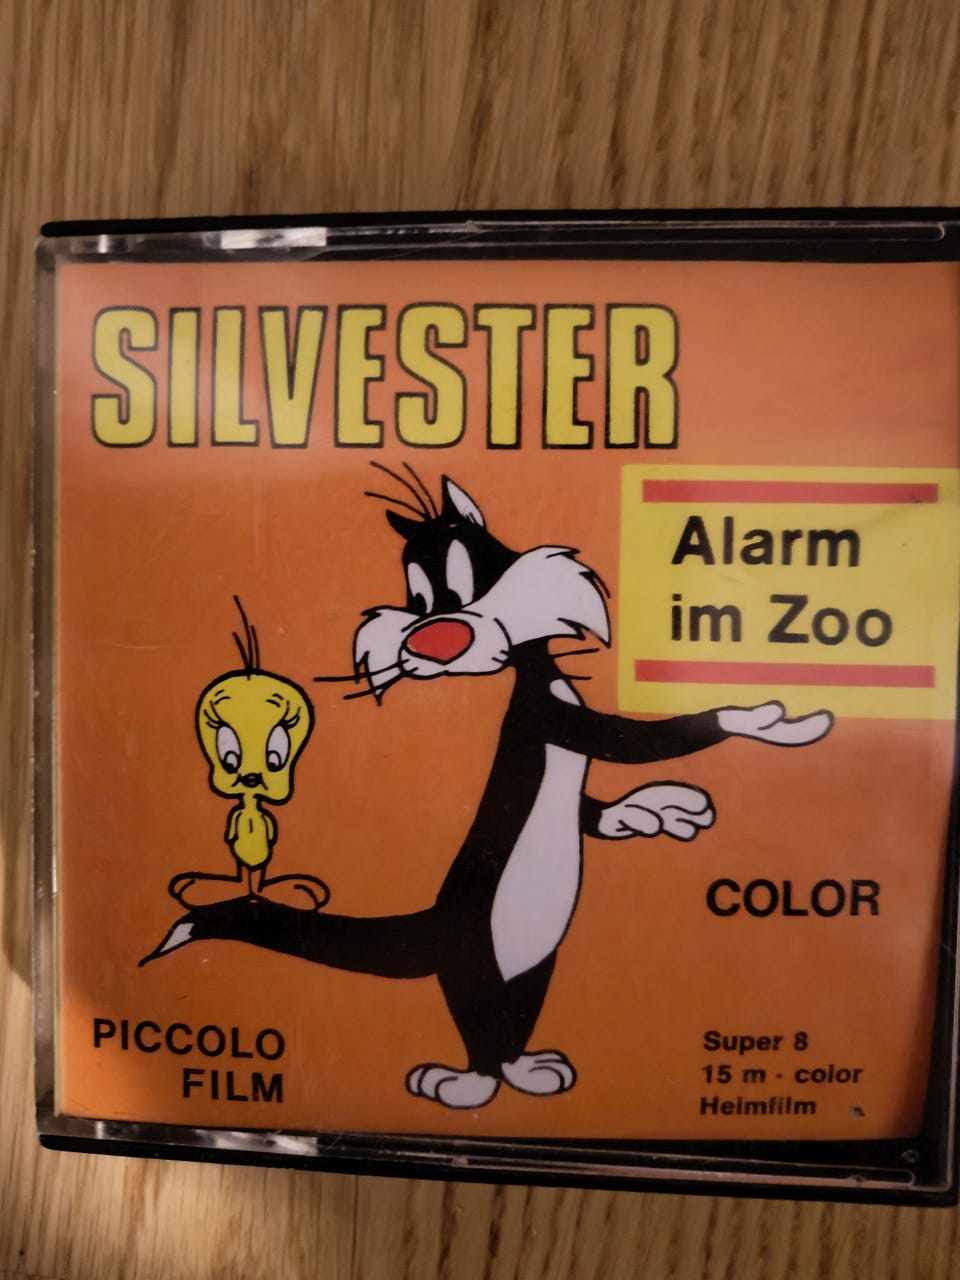 SILVESTER
Alarm
im Zoo
COLOR
PICCOLO
FILM
Super 8
15 m · color
Heimfilm